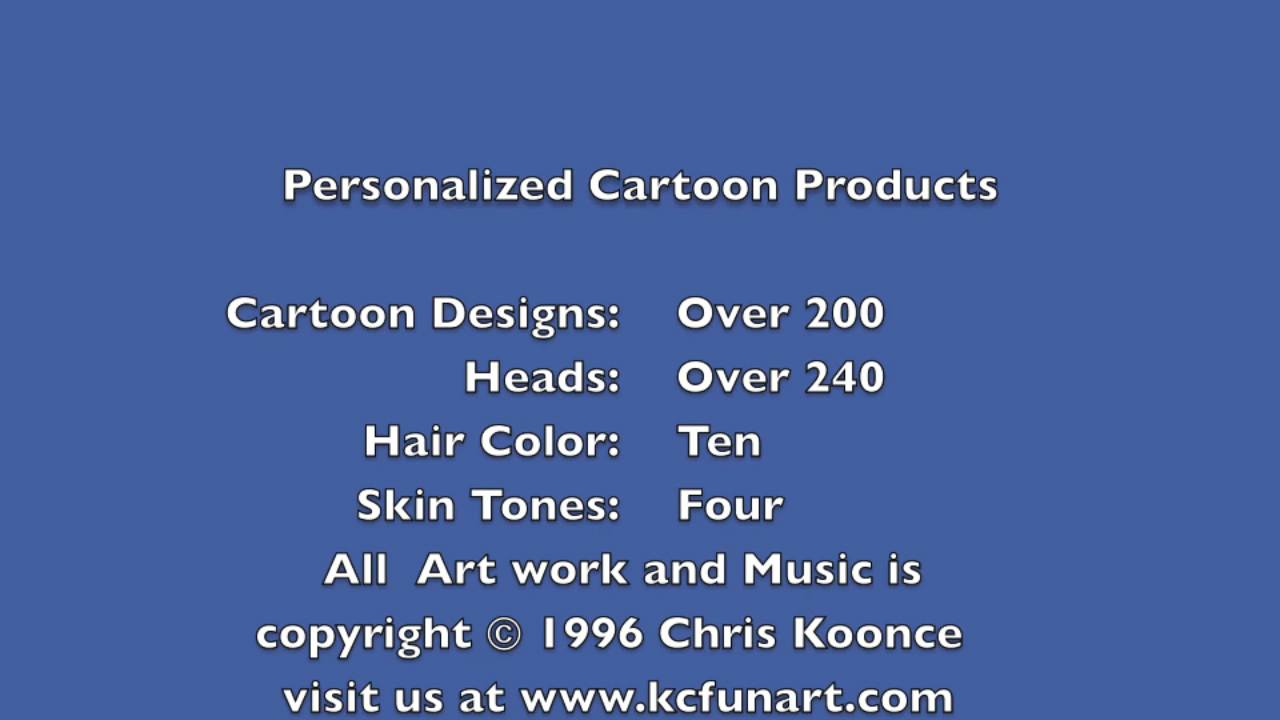 Personalized Cartoon Products
Cartoon Designs: Over 200
Heads: Over 240
Hair Color: Ten
Skin Tones: Four
All  Art work and Music is
copyright © 1996 Chris Koonce
visit us at www.kcfunart.com